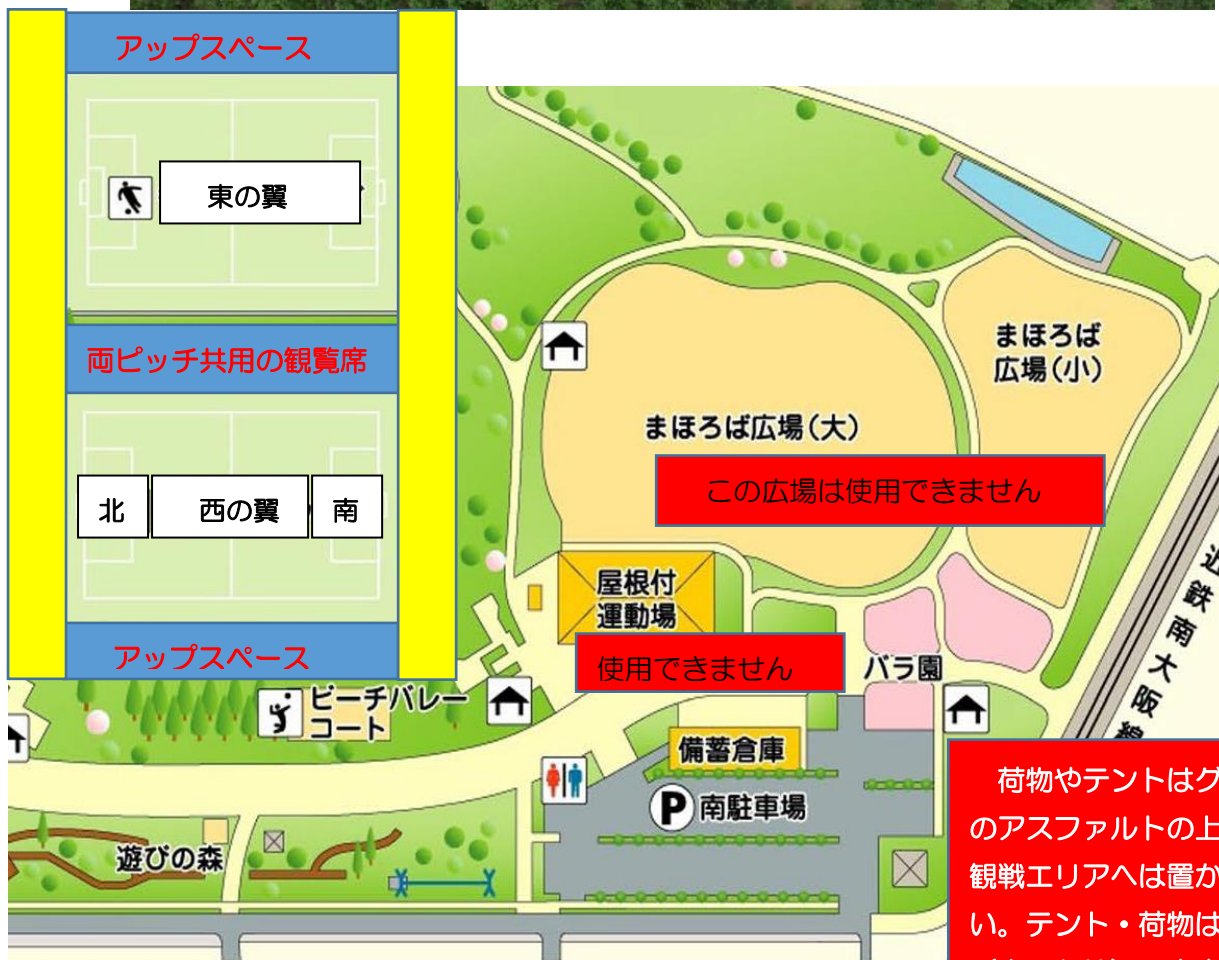 アップスペース
東の翼
両ピッチ共用の観覧席
北 西の翼 南
アップスペース
まほろば
広場(小)
まほろば広場(大)
この広場は使用できません
屋根付
運動場
使用できません
バラ園
近鉄南大阪線
ビーチバレー
コート
備蓄倉庫
P 南駐車場
遊びの森
荷物やテントはグ
のアスファルトの上
観戦エリアへは置か
い。テント・荷物は